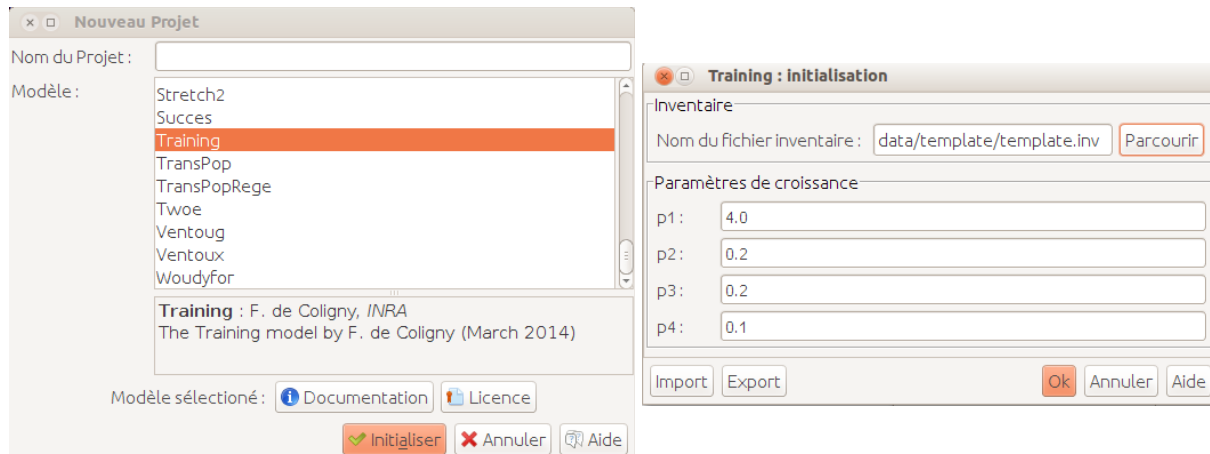 Nouveau Projet
Nom du Projet :
Modèle :
Stretch2
Succes
Training
TransPop
TransPopRege
Twoe
Ventoug
Ventoux
Woudyfor
Training : F. de Coligny, INRA
The Training model by F. de Coligny (March 2014)
Modèle sélectioné : Documentation Licence
Initialiser Annuler Aide
Training : initialisation
Inventaire
Nom du fichier inventaire : data/template/template.inv Parcourir
Paramètres de croissance
p1 : 4.0
p2 : 0.2
p3 : 0.2
p4 : 0.1
Import Export Ok Annuler Aide